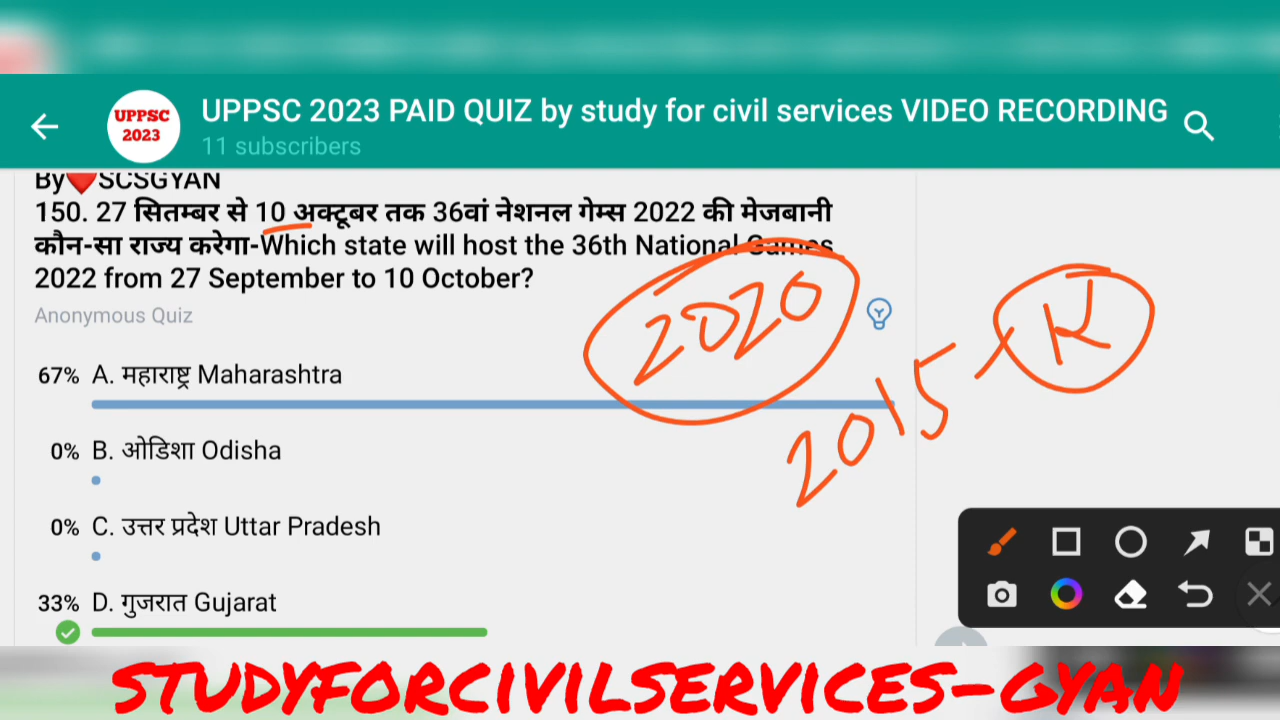 UPPSC
2023
UPPSC 2023 PAID QUIZ by study for civil services VIDEO RECORDING
11 subscribers
By❤️SCSGYAN
150. 27 सितम्बर से 10 अक्टूबर तक 36वां नेशनल गेम्स 2022 की मेजबानी
कौन-सा राज्य करेगा-Which state will host the 36th National Games
2022 from 27 September to 10 October?
Anonymous Quiz
2020
2015-K
67% A. महाराष्ट्र Maharashtra
0% B. ओडिशा Odisha
0% C. उत्तर प्रदेश Uttar Pradesh
33% D. गुजरात Gujarat
STUDYFORCIVILSERVICES-GYAN